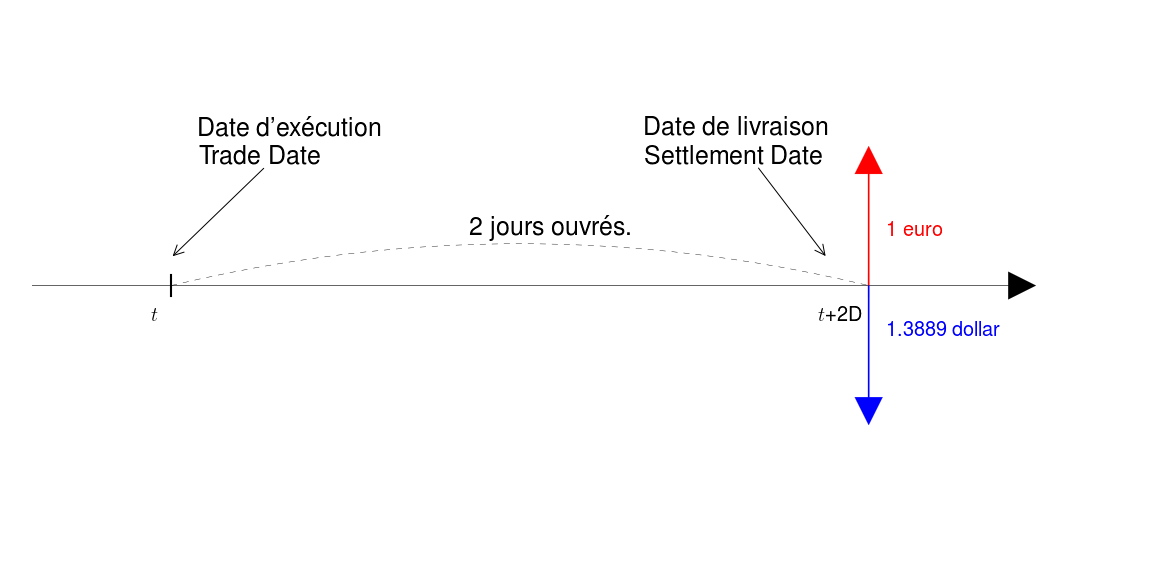 Date d'exécution
Trade Date
Date de livraison
Settlement Date
2 jours ouvrés.
1 euro
t
t+2D
1.3889 dollar